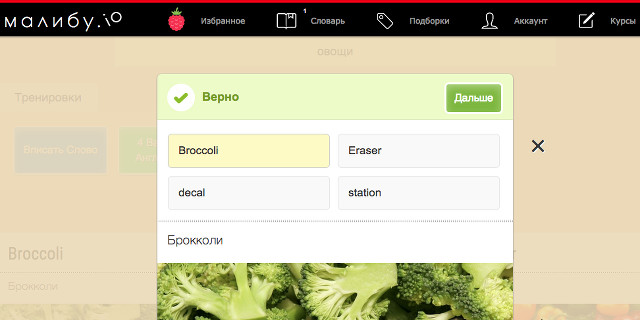 малибу.io
Избранное
1
Словарь
Подборки
Аккаунт
Курсы
овощи
Тренировки
Вписать Слово
Верно
Дальше
Broccoli
Eraser
decal
station
Брокколи
Broccoli
Брокколи